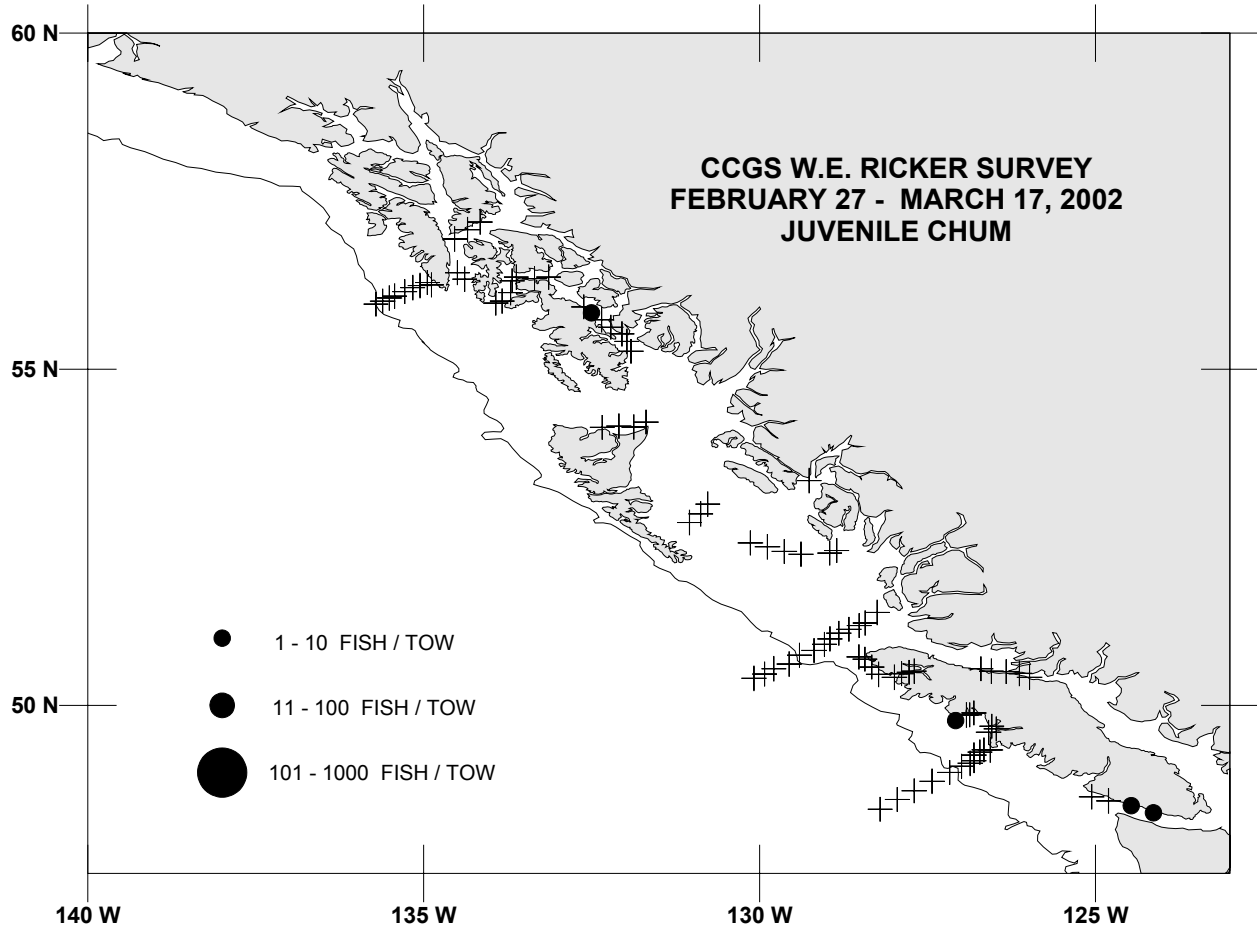 60 N
CCGS W.E. RICKER SURVEY
FEBRUARY 27 - MARCH 17, 2002
JUVENILE CHUM
55 N
1 - 10 FISH / TOW
50 N
11 - 100 FISH / TOW
101 - 1000 FISH / TOW
140 W
135 W
130 W
125 W